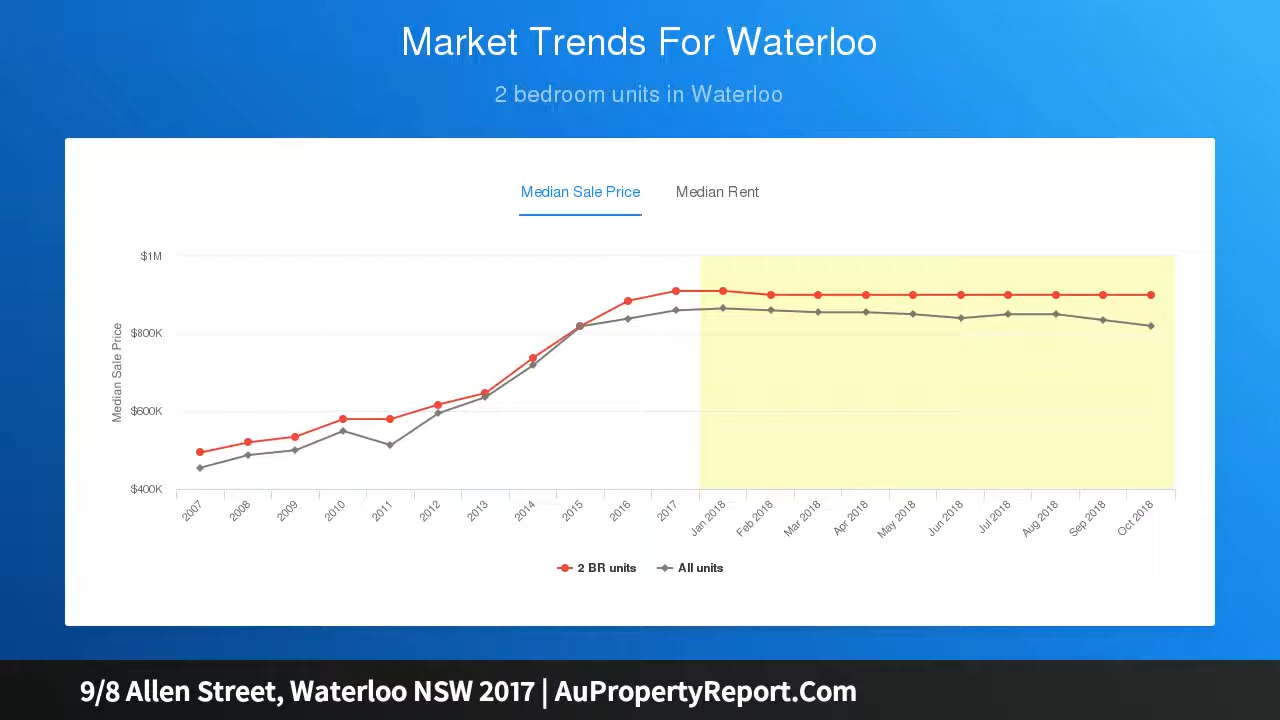 Market Trends For Waterloo
2 bedroom units in Waterloo
Median Sale Price Median Rent
Median Sale Price
$1M
$800K
$600K
$400K
2007 2008 2009 2010 2011 2012 2013 2014 2015 2016 2017 Jan 2018 Feb 2018 Mar 2018 Apr 2018 May 2018 Jun 2018 Jul 2018 Aug 2018 Sep 2018 Oct 2018
2 BR units All units
9/8 Allen Street, Waterloo NSW 2017 | AuPropertyReport.Com